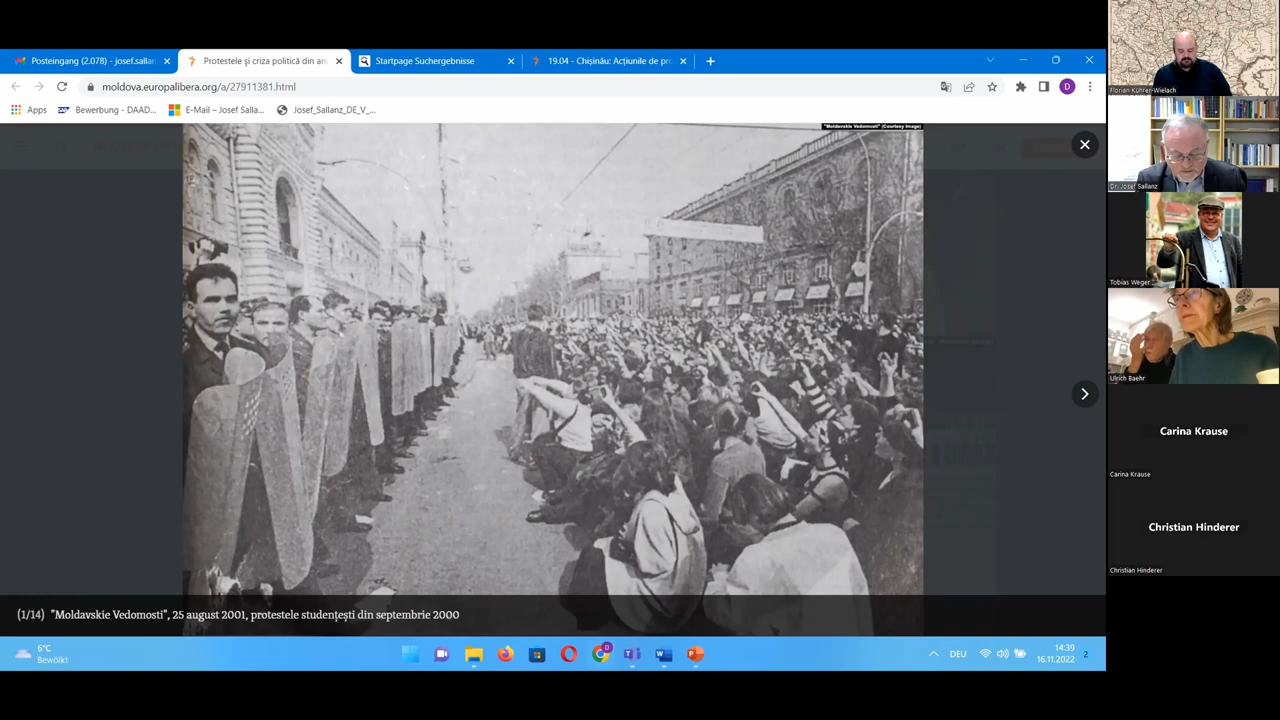 Posteingang (2.078) - josef.sallan
Protestele și criza politică din an
Startpage Suchergebnisse
19.04 - Chișinău: Acțiunile de pro
moldova.europalibera.org/a/27911381.html
Apps
Bewerbung - DAAD...
E-Mail – Josef Salla...
Josef_Sallanz_DE_V_...
"Moldavskie Vedomosti" (Courtesy Image)
(1/14) "Moldavskie Vedomosti", 25 august 2001, protestele studențești din septembrie 2000
6°C
Bewölkt
DEU
14:39
16.11.2022
2
D
D
Florian Kührer-Wielach
Dr. Josef Sallanz
Tobias Weger
Ulrich Baehr
Carina Krause
Carina Krause
Christian Hinderer
Christian Hinderer